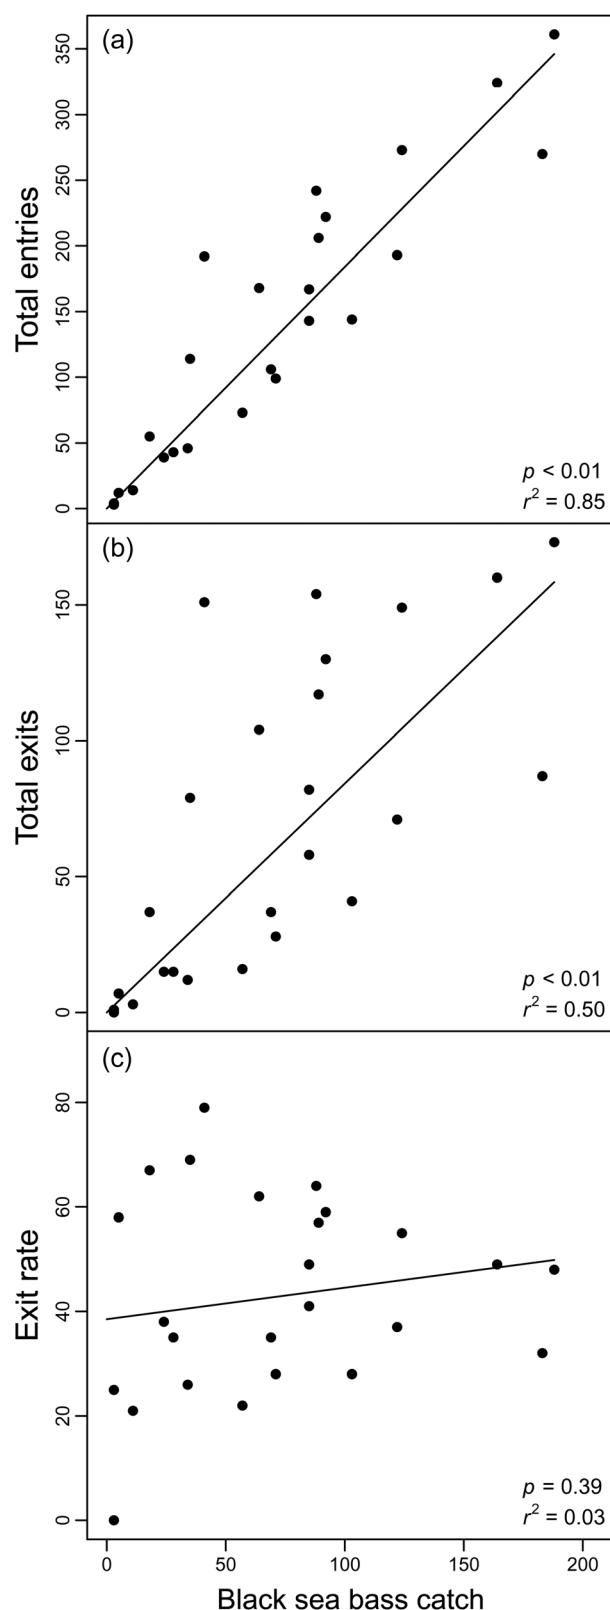 (a)
350
300
250
200
150
100
50
0
Total entries
p < 0.01
r² = 0.85
(b)
150
100
50
0
Total exits
p < 0.01
r² = 0.50
(c)
80
60
40
20
0
Exit rate
p = 0.39
r² = 0.03
0 50 100 150 200
Black sea bass catch